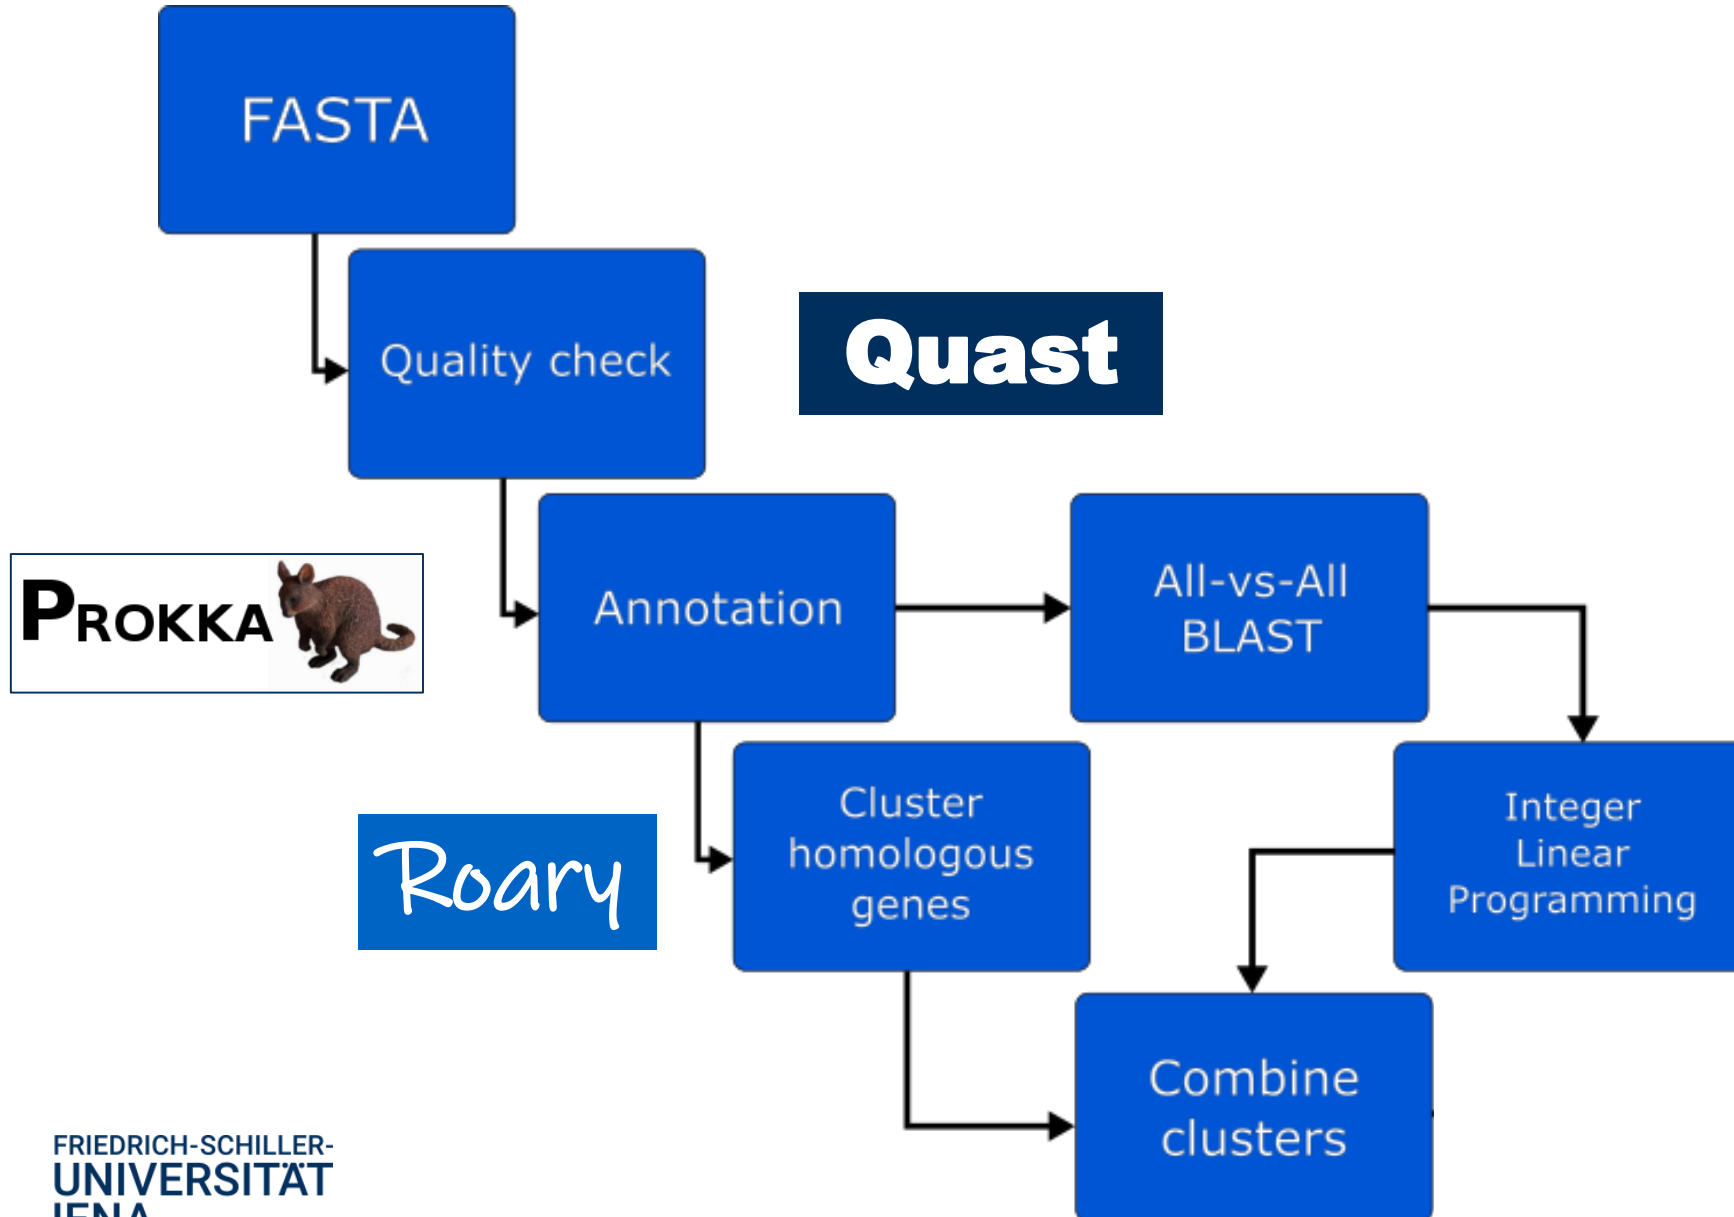 FASTA
Quality check
Quast
PROKKA
Annotation
All-vs-All
BLAST
Roary
Cluster
homologous
genes
Integer
Linear
Programming
Combine
clusters
FRIEDRICH-SCHILLER-
UNIVERSITÄT
JENA